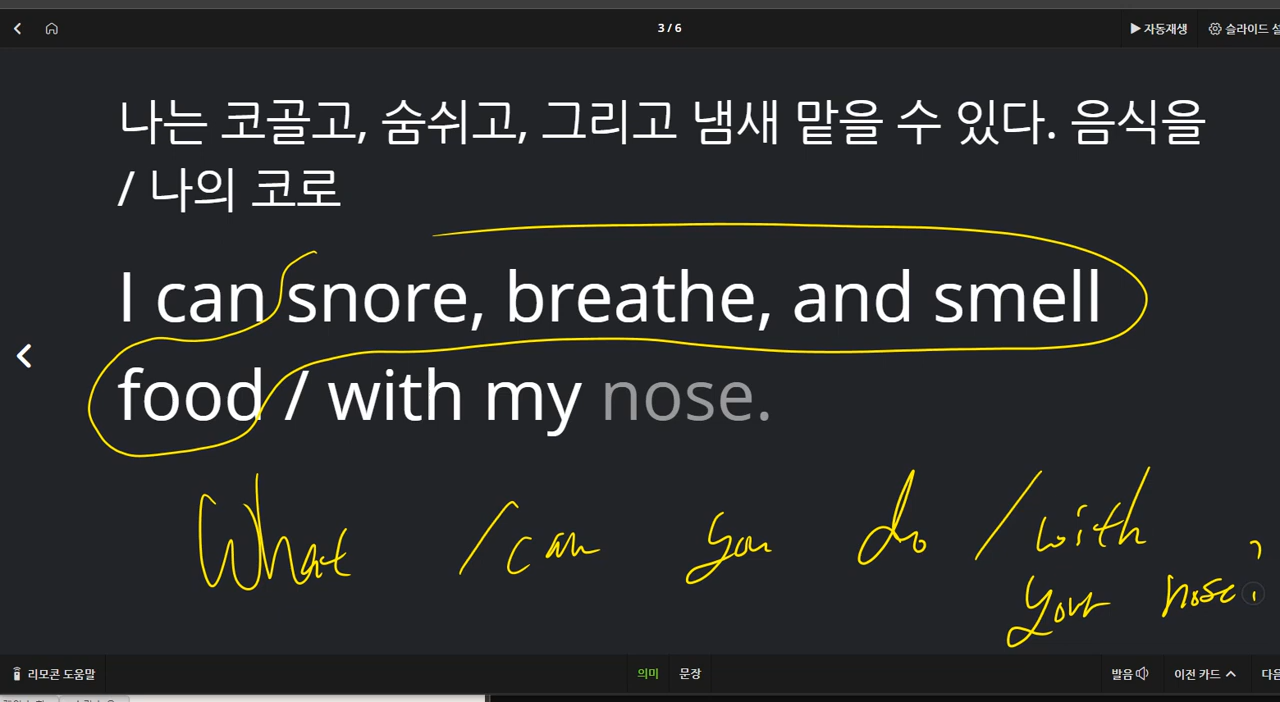 3 / 6
▶ 자동재생
슬라이드 설
나는 코골고, 숨쉬고, 그리고 냄새 맡을 수 있다. 음식을
/ 나의 코로
I can snore, breathe, and smell
food / with my nose.
What / can you do / with
your nose?
리모콘 도움말
의미
문장
발음
이전 카드
다음